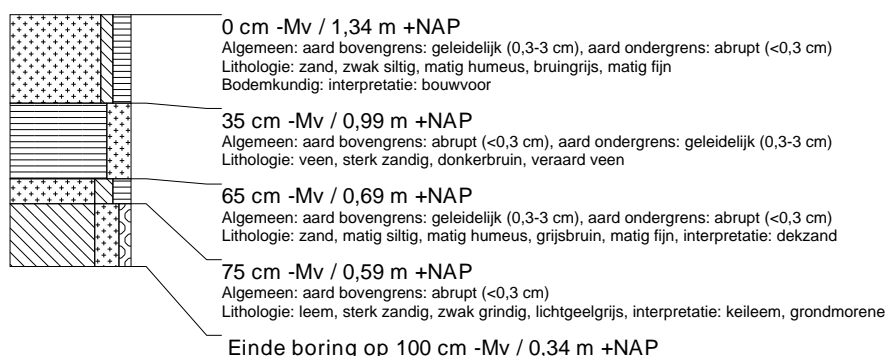 0 cm -Mv / 1,34 m +NAP
Algemeen: aard bovengrens: geleidelijk (0,3-3 cm), aard ondergrens: abrupt (<0,3 cm)
Lithologie: zand, zwak siltig, matig humeus, bruingrijs, matig fijn
Bodemkundig: interpretatie: bouwvoor
35 cm -Mv / 0,99 m +NAP
Algemeen: aard bovengrens: abrupt (<0,3 cm), aard ondergrens: geleidelijk (0,3-3 cm)
Lithologie: veen, sterk zandig, donkerbruin, veraard veen
65 cm -Mv / 0,69 m +NAP
Algemeen: aard bovengrens: geleidelijk (0,3-3 cm), aard ondergrens: abrupt (<0,3 cm)
Lithologie: zand, matig siltig, matig humeus, grijsbruin, matig fijn, interpretatie: dekzand
75 cm -Mv / 0,59 m +NAP
Algemeen: aard bovengrens: abrupt (<0,3 cm)
Lithologie: leem, sterk zandig, zwak grindig, lichtgeelgrijs, interpretatie: keileem, grondmorene
Einde boring op 100 cm -Mv / 0,34 m +NAP